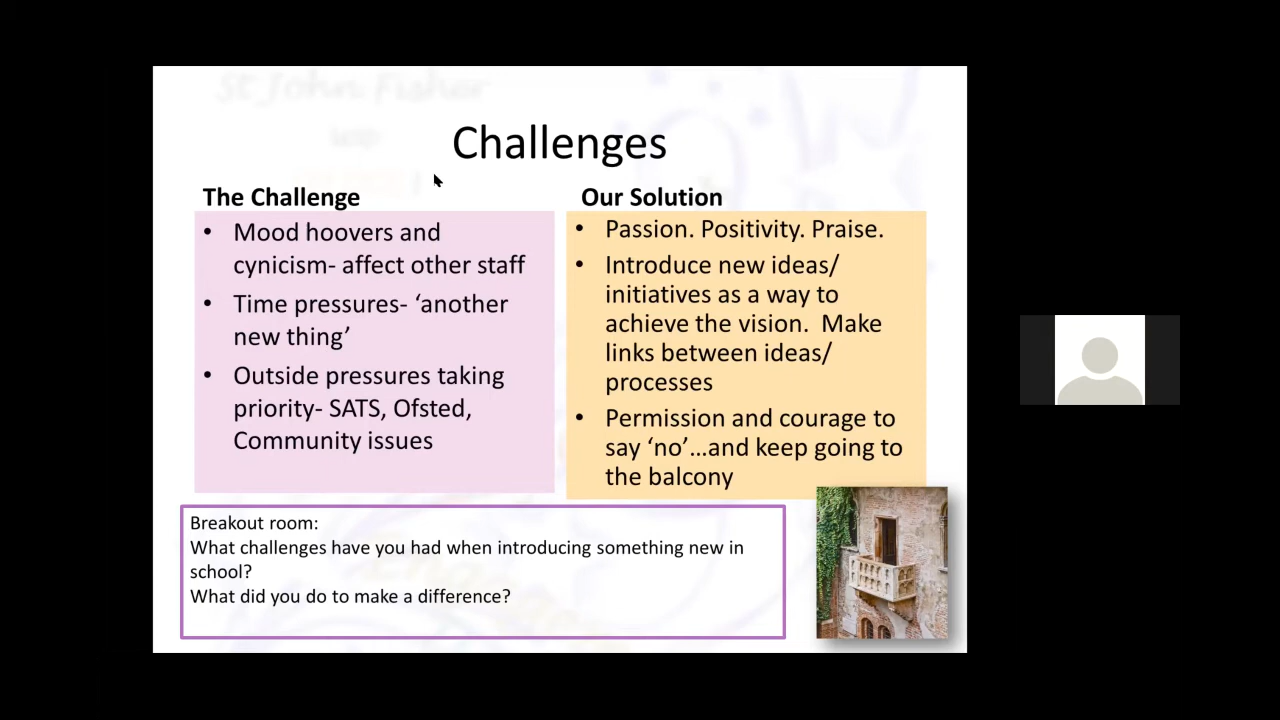 St John Fisher
Challenges
The Challenge
• Mood hoovers and
cynicism- affect other staff
• Time pressures- ‘another
new thing’
• Outside pressures taking
priority- SATS, Ofsted,
Community issues
Our Solution
• Passion. Positivity. Praise.
• Introduce new ideas/
initiatives as a way to
achieve the vision.  Make
links between ideas/
processes
• Permission and courage to
say ‘no’…and keep going to
the balcony
Breakout room:
What challenges have you had when introducing something new in
school?
What did you do to make a difference?